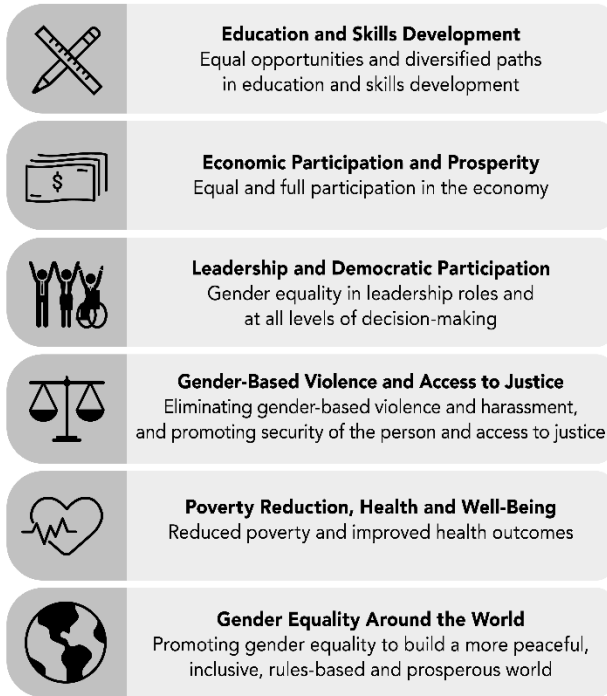 Education and Skills Development
Equal opportunities and diversified paths
in education and skills development
$
Economic Participation and Prosperity
Equal and full participation in the economy
Leadership and Democratic Participation
Gender equality in leadership roles and
at all levels of decision-making
Gender-Based Violence and Access to Justice
Eliminating gender-based violence and harassment,
and promoting security of the person and access to justice
Poverty Reduction, Health and Well-Being
Reduced poverty and improved health outcomes
Gender Equality Around the World
Promoting gender equality to build a more peaceful,
inclusive, rules-based and prosperous world